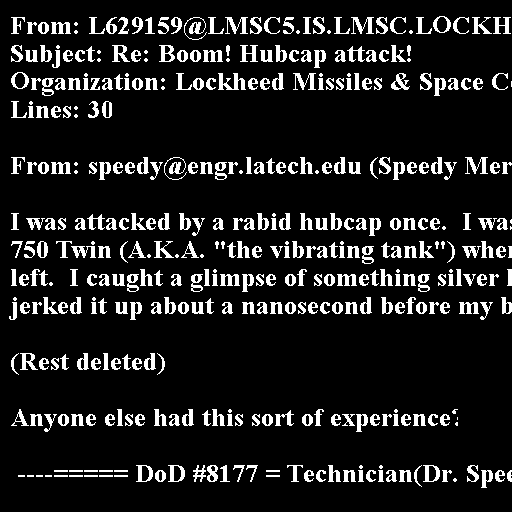 From: L629159@LMSC5.IS.LMSC.LOCKH
Subject: Re: Boom! Hubcap attack!
Organization: Lockheed Missiles & Space C
Lines: 30
From: speedy@engr.latech.edu (Speedy Mer
I was attacked by a rabid hubcap once.  I was
750 Twin (A.K.A. "the vibrating tank") when
left.  I caught a glimpse of something silver
jerked it up about a nanosecond before my b
(Rest deleted)
Anyone else had this sort of experience?
----===== DoD #8177 = Technician(Dr. Spee